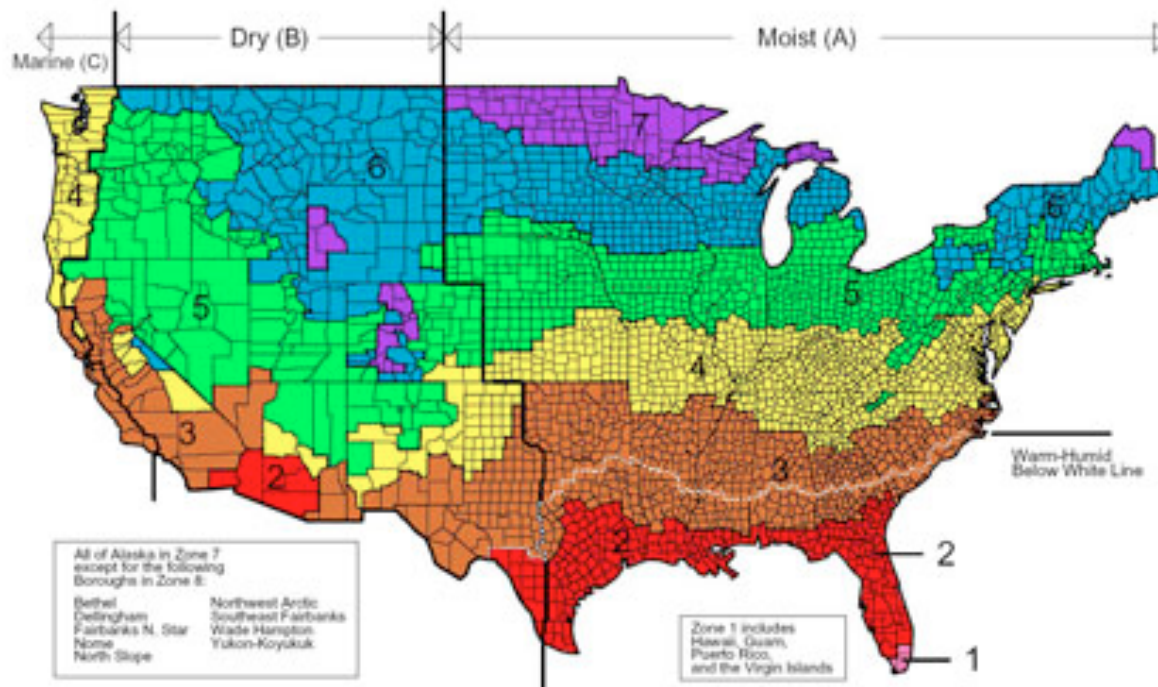 Marine (C)
Dry (B)
Moist (A)
7
6
6
4
5
5
4
3
3
2
2
2
1
Warm-Humid
Below White Line
All of Alaska in Zone 7
except for the following
Boroughs in Zone 8:
Bethel Northwest Arctic
Dellingham Southeast Fairbanks
Fairbanks N. Star Wade Hampton
Nome Yukon-Koyukuk
North Slope
Zone 1 includes
Hawaii, Guam,
Puerto Rico,
and the Virgin Islands